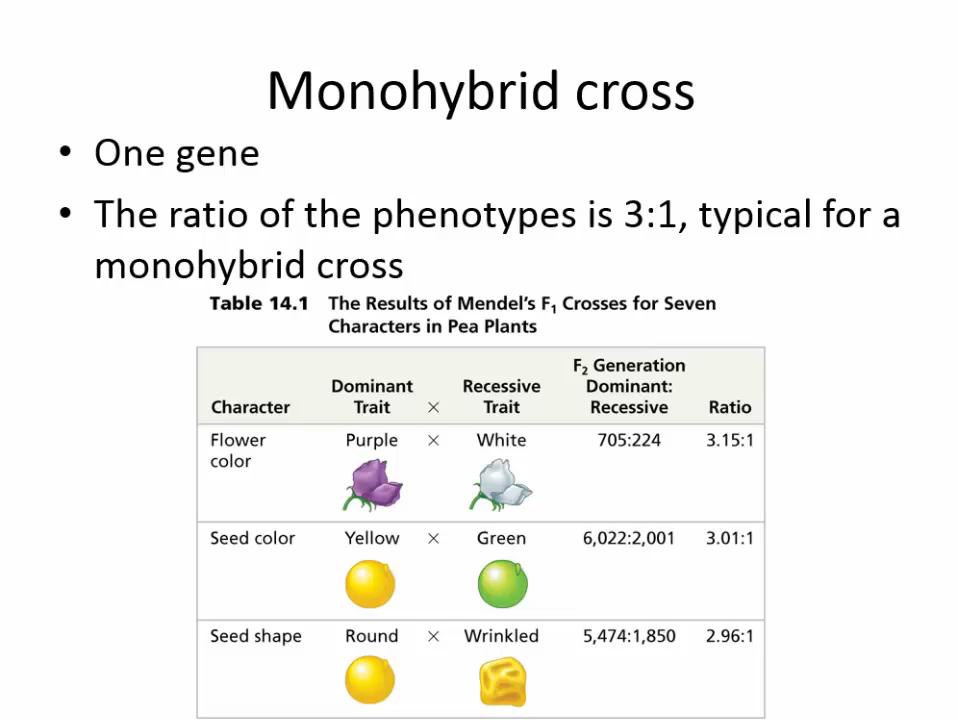 Monohybrid cross
• One gene
• The ratio of the phenotypes is 3:1, typical for a
monohybrid cross
Table 14.1 The Results of Mendel's F₁ Crosses for Seven
Characters in Pea Plants
Character Dominant Trait × Recessive Trait F₂ Generation Dominant: Recessive Ratio
Flower color Purple × White 705:224 3.15:1
Seed color Yellow × Green 6,022:2,001 3.01:1
Seed shape Round × Wrinkled 5,474:1,850 2.96:1